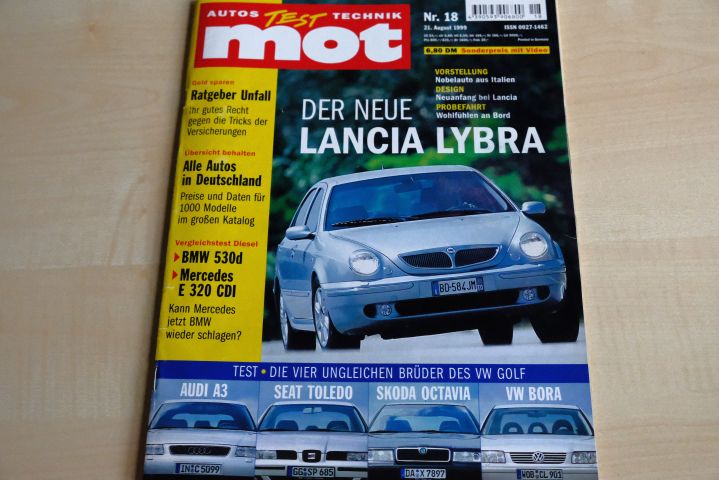 AUTOS TEST TECHNIK
mot
Nr. 18
21. August 1999
ISSN 0027-1462
6,80 DM Sonderpreis mit Video
VORSTELLUNG
Nobelauto aus Italien
DESIGN
Neuanfang bei Lancia
PROBEFAHRT
Wohlfühlen an Bord
DER NEUE
LANCIA LYBRA
Geld sparen
Ratgeber Unfall
Ihr gutes Recht
gegen die Tricks der
Versicherungen
Übersicht behalten
Alle Autos
in Deutschland
Preise und Daten für
1000 Modelle
im großen Katalog
Vergleichstest Diesel
BMW 530d
Mercedes
E 320 CDI
Kann Mercedes
jetzt BMW
wieder schlagen?
BD·584JM
TEST • DIE VIER UNGLEICHEN BRÜDER DES VW GOLF
AUDI A3
SEAT TOLEDO
SKODA OCTAVIA
VW BORA
IN·C 5099
GG·SP 685
DA·X 7897
WOB·CL 901